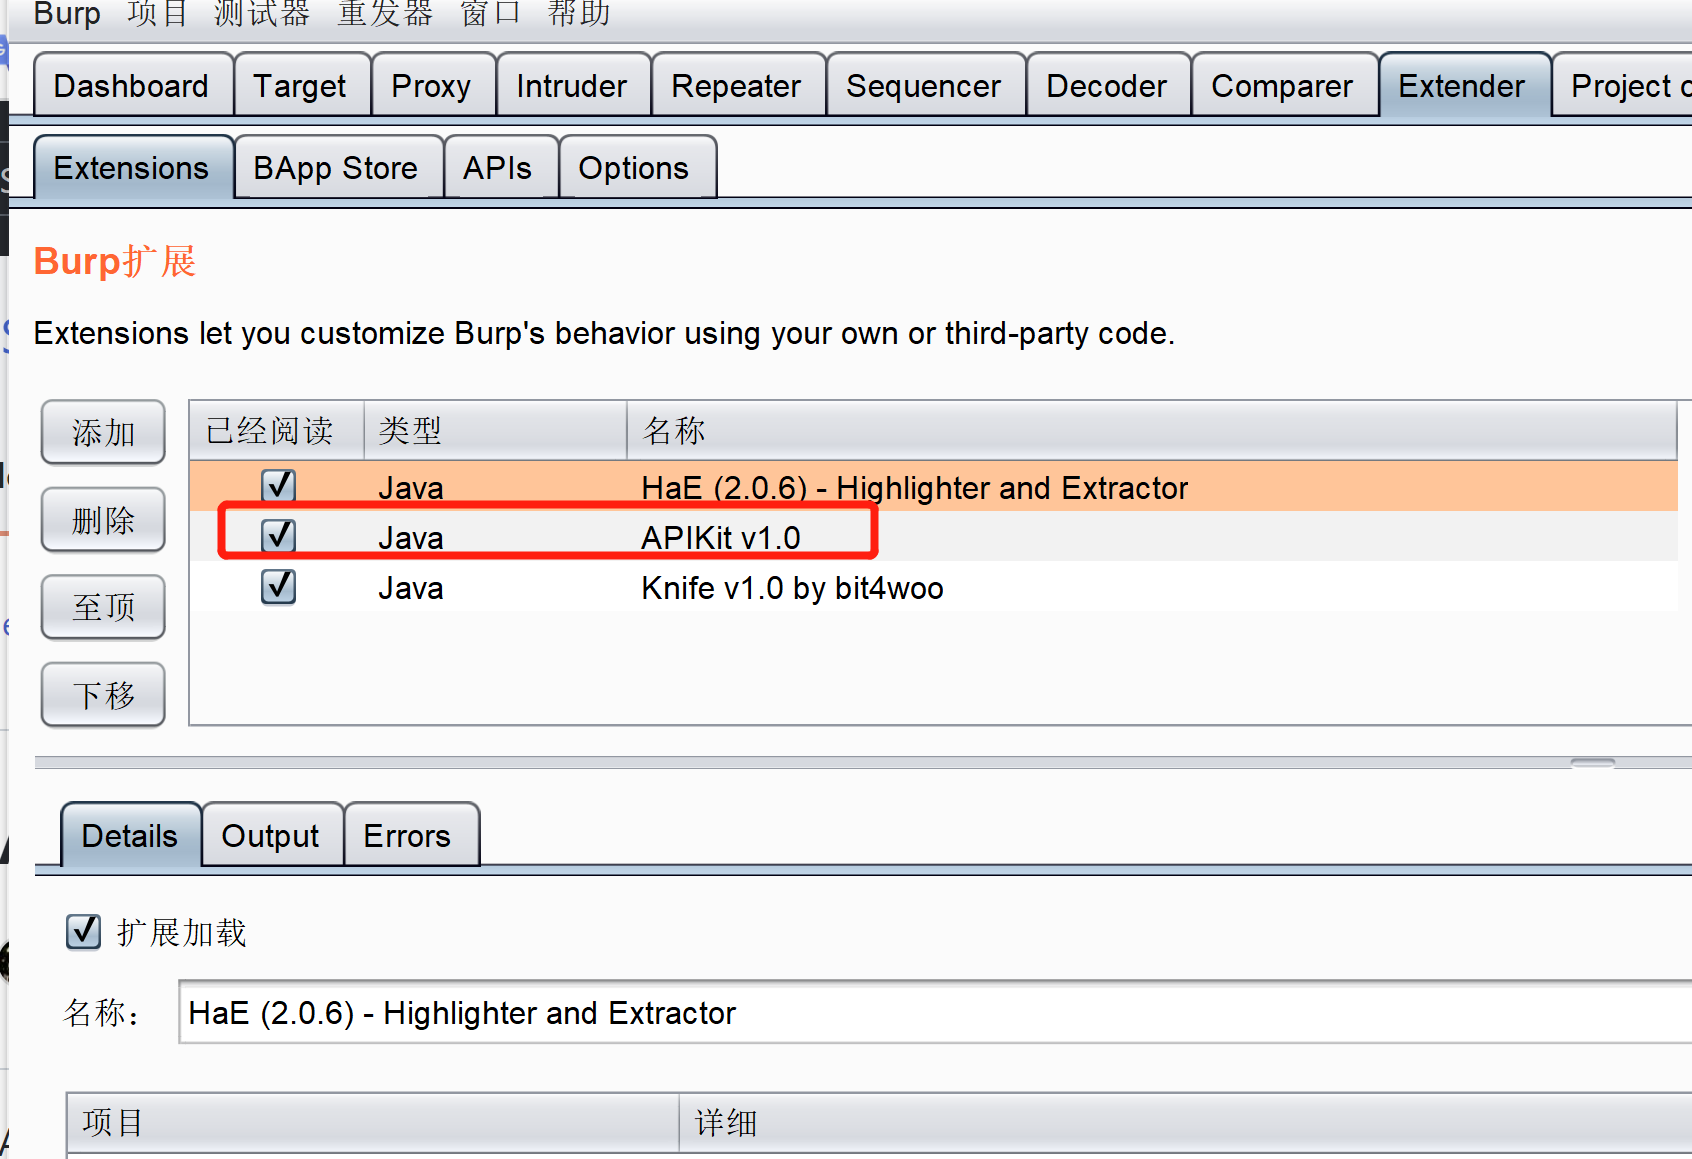 Burp 项目 测试器 重发器 窗口 帮助
Dashboard Target Proxy Intruder Repeater Sequencer Decoder Comparer Extender Project
Extensions BApp Store APIs Options
Burp扩展
Extensions let you customize Burp's behavior using your own or third-party code.
添加
删除
至顶
下移
已经阅读 类型 名称
Java HaE (2.0.6) - Highlighter and Extractor
Java APIKit v1.0
Java Knife v1.0 by bit4woo
Details Output Errors
扩展加载
名称: HaE (2.0.6) - Highlighter and Extractor
项目 详细